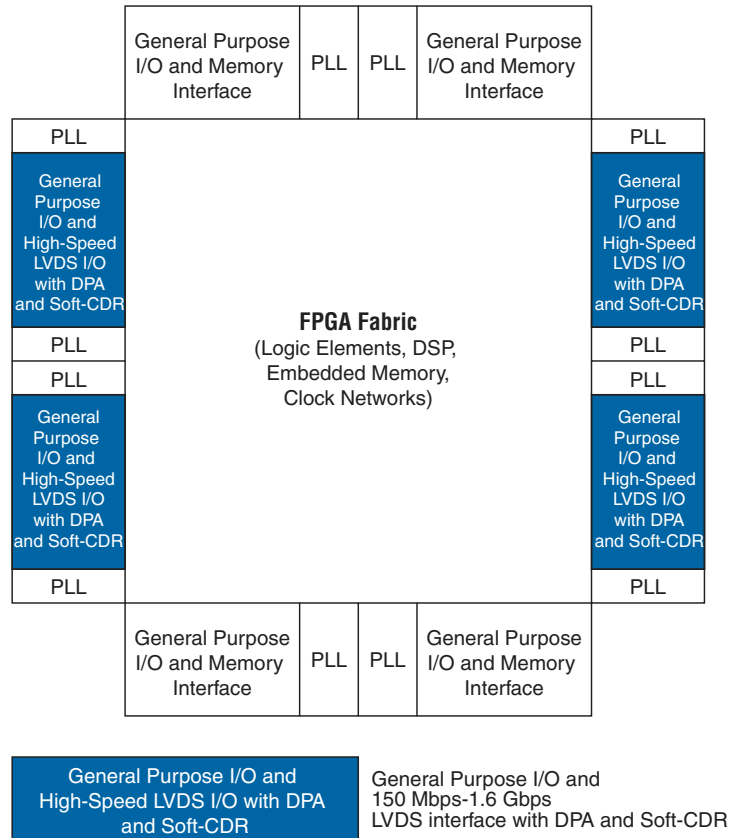 General Purpose
I/O and Memory
Interface
PLL
PLL
General Purpose
I/O and Memory
Interface
PLL
General
Purpose
I/O and
High-Speed
LVDS I/O
with DPA
and Soft-CDR
PLL
PLL
General
Purpose
I/O and
High-Speed
LVDS I/O
with DPA
and Soft-CDR
PLL
FPGA Fabric
(Logic Elements, DSP,
Embedded Memory,
Clock Networks)
PLL
General
Purpose
I/O and
High-Speed
LVDS I/O
with DPA
and Soft-CDR
PLL
PLL
General
Purpose
I/O and
High-Speed
LVDS I/O
with DPA
and Soft-CDR
PLL
General Purpose
I/O and Memory
Interface
PLL
PLL
General Purpose
I/O and Memory
Interface
General Purpose I/O and
High-Speed LVDS I/O with DPA
and Soft-CDR
General Purpose I/O and
150 Mbps-1.6 Gbps
LVDS interface with DPA and Soft-CDR